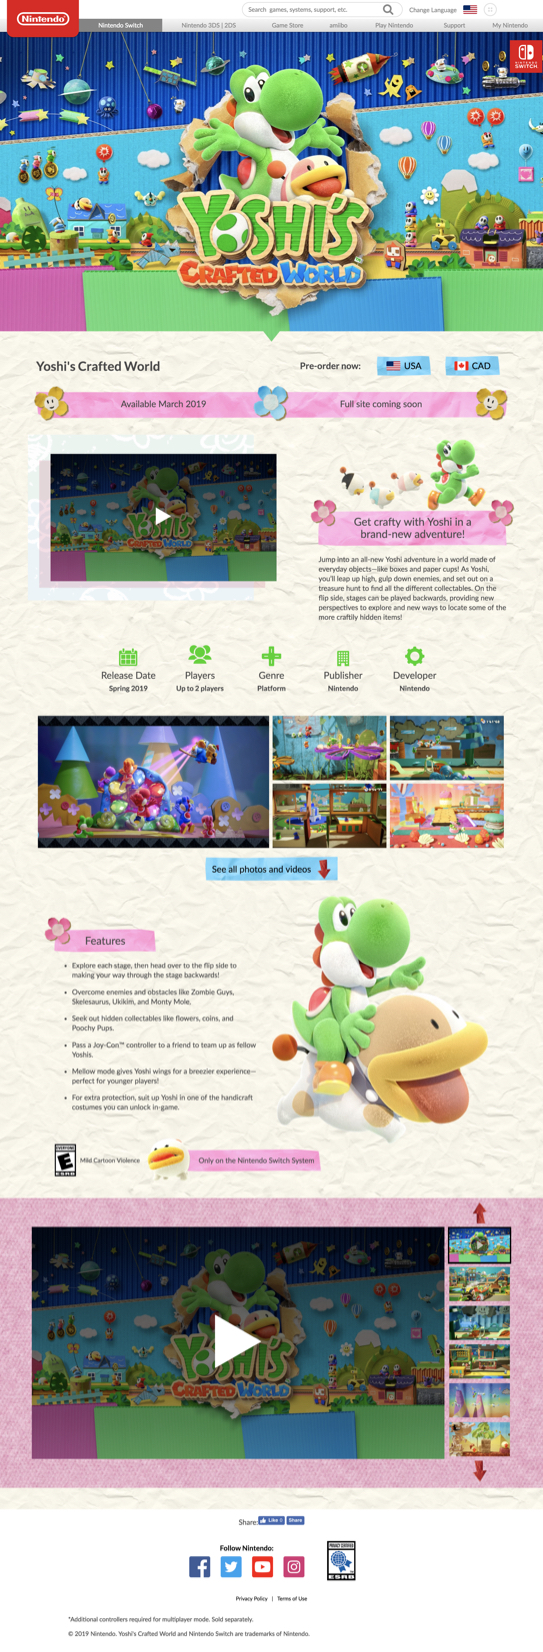 Nintendo
Search games, systems, support, etc.
Change Language
Nintendo Switch
Nintendo 3DS | 2DS
Game Store
amiibo
Play Nintendo
Support
My Nintendo
NINTENDO
SWITCH
YOSHI'S
CRAFTED WORLD
Yoshi's Crafted World
Pre-order now:
USA
CAD
Available March 2019
Full site coming soon
YOSHI'S
CRAFTED WORLD
Get crafty with Yoshi in a
brand-new adventure!
Jump into an all-new Yoshi adventure in a world made of
everyday objects—like boxes and paper cups! As Yoshi,
you'll leap up high, gulp down enemies, and set out on a
treasure hunt to find all the different collectables. On the
flip side, stages can be played backwards, providing new
perspectives to explore and new ways to locate some of the
more craftily hidden items!
Release Date
Spring 2019
Players
Up to 2 players
Genre
Platform
Publisher
Nintendo
Developer
Nintendo
See all photos and videos
Features
• Explore each stage, then head over to the flip side to
making your way through the stage backwards!
• Overcome enemies and obstacles like Zombie Guys,
Skelesaurus, Ukikim, and Monty Mole.
• Seek out hidden collectables like flowers, coins, and
Poochy Pups.
• Pass a Joy-Con™ controller to a friend to team up as fellow
Yoshis.
• Mellow mode gives Yoshi wings for a breezier experience—
perfect for younger players!
• For extra protection, suit up Yoshi in one of the handicraft
costumes you can unlock in-game.
EVERYONE
E
ESRB
Mild Cartoon Violence
Only on the Nintendo Switch System
YOSHI'S
CRAFTED WORLD
Share:
Like 0
Share
Follow Nintendo:
PRIVACY CERTIFIED
ESRB
Privacy Policy | Terms of Use
*Additional controllers required for multiplayer mode. Sold separately.
© 2019 Nintendo. Yoshi's Crafted World and Nintendo Switch are trademarks of Nintendo.